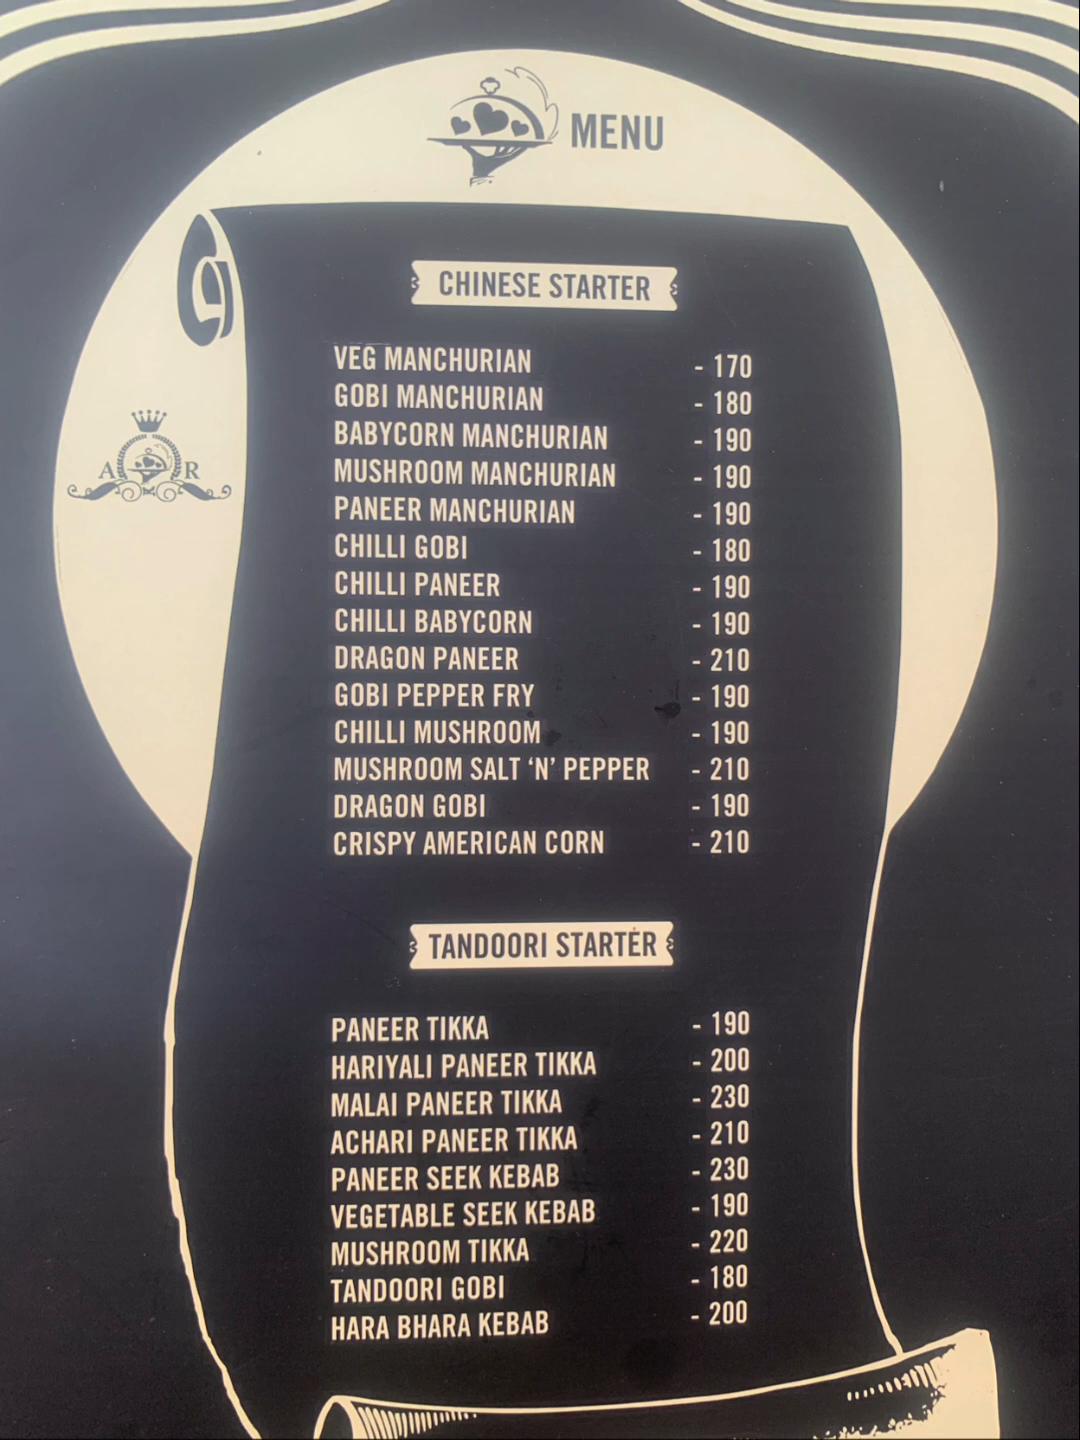 MENU
CHINESE STARTER
VEG MANCHURIAN - 170
GOBI MANCHURIAN - 180
BABYCORN MANCHURIAN - 190
MUSHROOM MANCHURIAN - 190
PANEER MANCHURIAN - 190
CHILLI GOBI - 180
CHILLI PANEER - 190
CHILLI BABYCORN - 190
DRAGON PANEER - 210
GOBI PEPPER FRY - 190
CHILLI MUSHROOM - 190
MUSHROOM SALT ‘N’ PEPPER - 210
DRAGON GOBI - 190
CRISPY AMERICAN CORN - 210
A R
TANDOORI STARTER
PANEER TIKKA - 190
HARIYALI PANEER TIKKA - 200
MALAI PANEER TIKKA - 230
ACHARI PANEER TIKKA - 210
PANEER SEEK KEBAB - 230
VEGETABLE SEEK KEBAB - 190
MUSHROOM TIKKA - 220
TANDOORI GOBI - 180
HARA BHARA KEBAB - 200